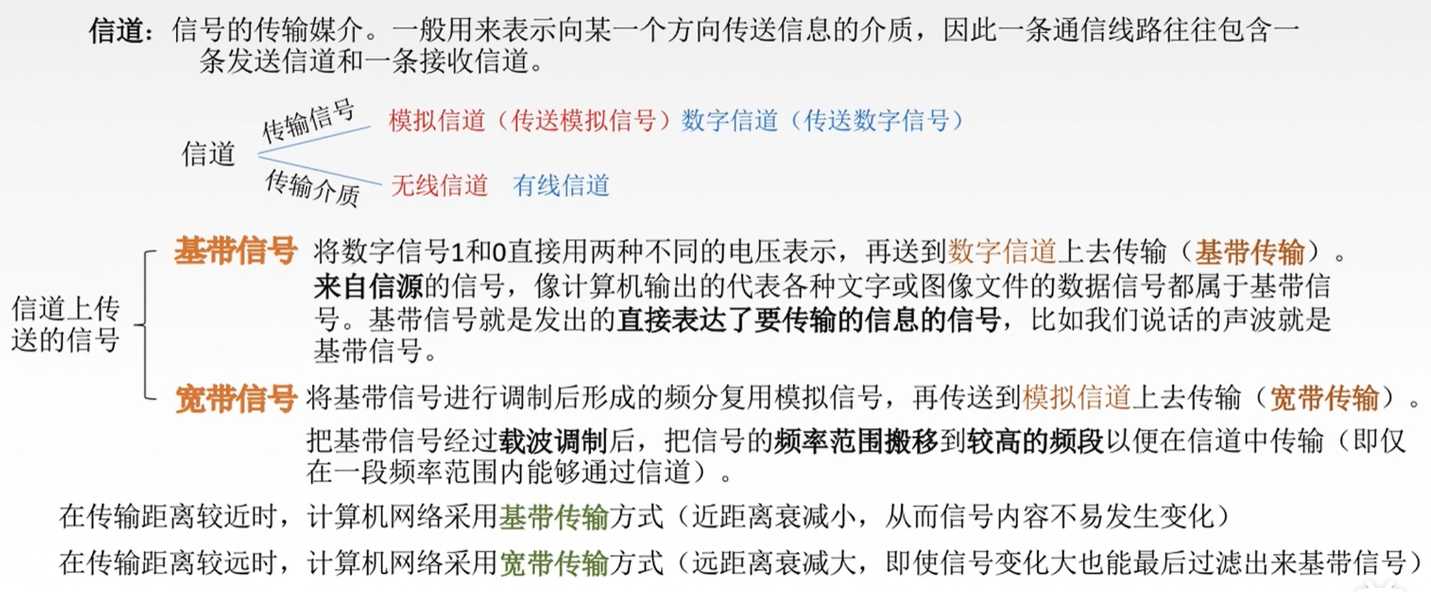 信道：信号的传输媒介。一般用来表示向某一个方向传送信息的介质，因此一条通信线路往往包含一
条发送信道和一条接收信道。
传输信号
模拟信道（传送模拟信号）数字信道（传送数字信号）
信道
传输介质
无线信道 有线信道
基带信号 将数字信号1和0直接用两种不同的电压表示，再送到数字信道上去传输（基带传输）。
来自信源的信号，像计算机输出的代表各种文字或图像文件的数据信号都属于基带信
号。基带信号就是发出的直接表达了要传输的信息的信号，比如我们说话的声波就是
基带信号。
信道上传
送的信号
宽带信号 将基带信号进行调制后形成的频分复用模拟信号，再传送到模拟信道上去传输（宽带传输）。
把基带信号经过载波调制后，把信号的频率范围搬移到较高的频段以便在信道中传输（即仅
在一段频率范围内能够通过信道）。
在传输距离较近时，计算机网络采用基带传输方式（近距离衰减小，从而信号内容不易发生变化）
在传输距离较远时，计算机网络采用宽带传输方式（远距离衰减大，即使信号变化大也能最后过滤出来基带信号）